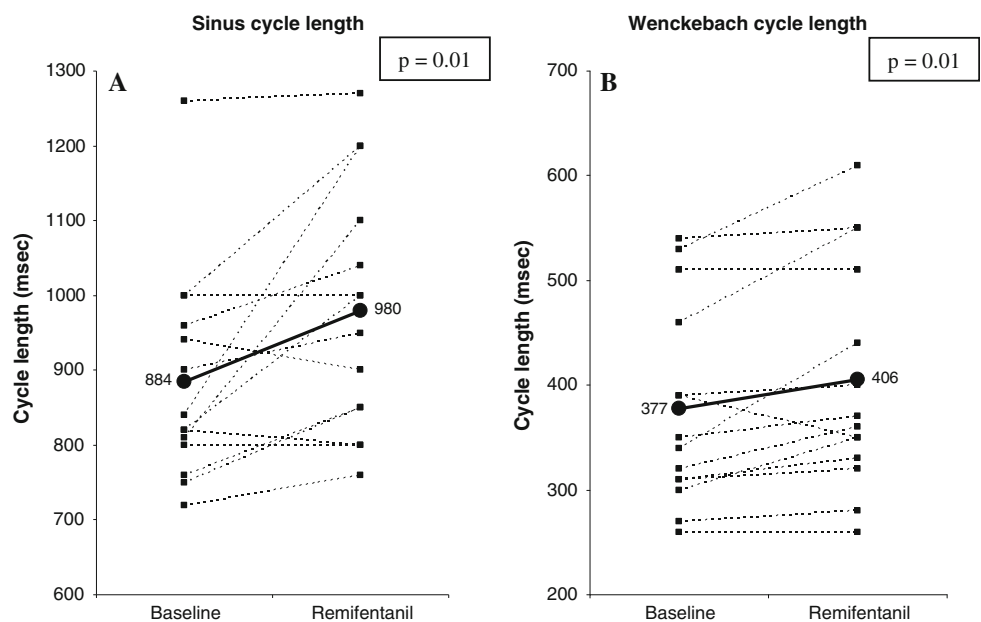 Sinus cycle length
p = 0.01
A
Cycle length (msec)
1300
1200
1100
1000
900
800
700
600
884
980
Baseline
Remifentanil
Wenckebach cycle length
p = 0.01
B
Cycle length (msec)
700
600
500
400
300
200
377
406
Baseline
Remifentanil